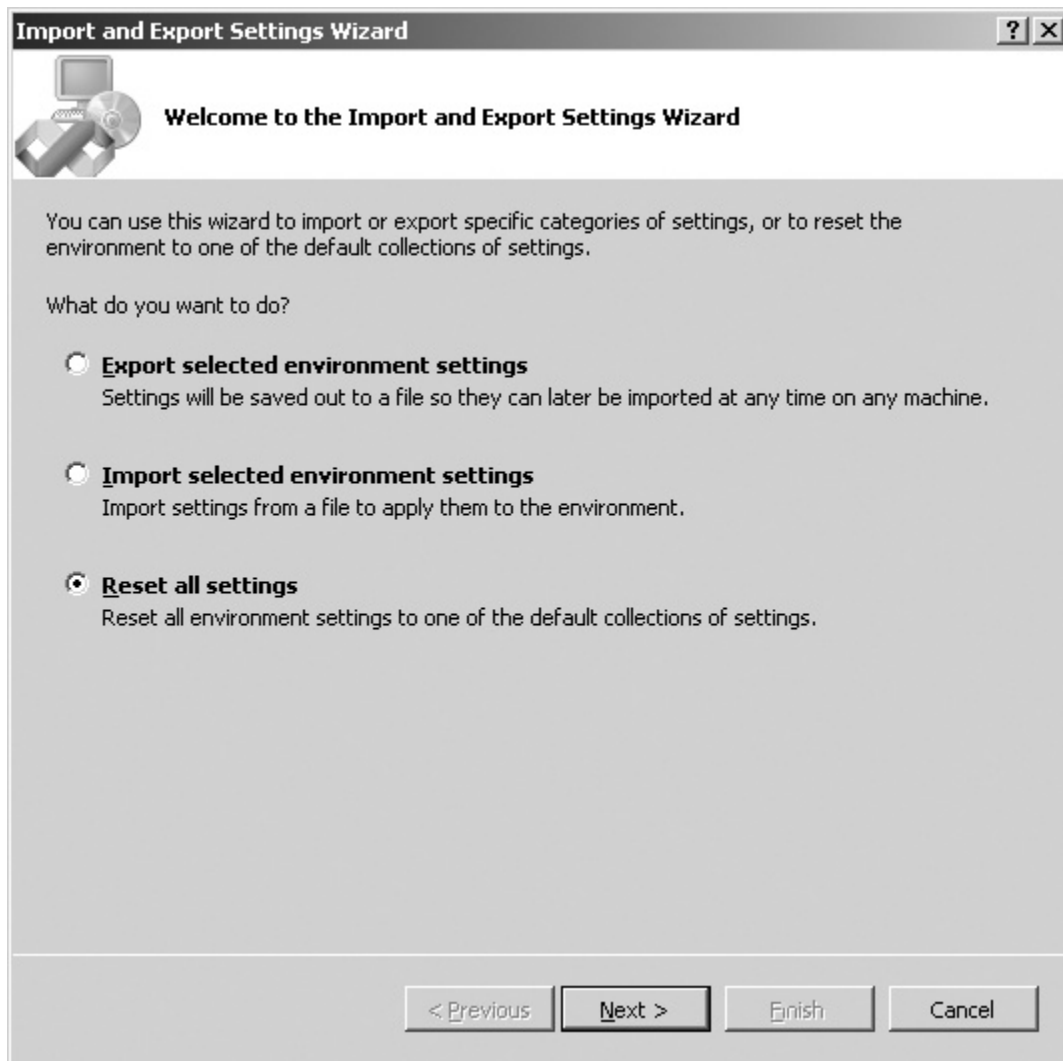 Import and Export Settings Wizard
Welcome to the Import and Export Settings Wizard
You can use this wizard to import or export specific categories of settings, or to reset the
environment to one of the default collections of settings.
What do you want to do?
Export selected environment settings
Settings will be saved out to a file so they can later be imported at any time on any machine.
Import selected environment settings
Import settings from a file to apply them to the environment.
Reset all settings
Reset all environment settings to one of the default collections of settings.
< Previous Next > Finish Cancel